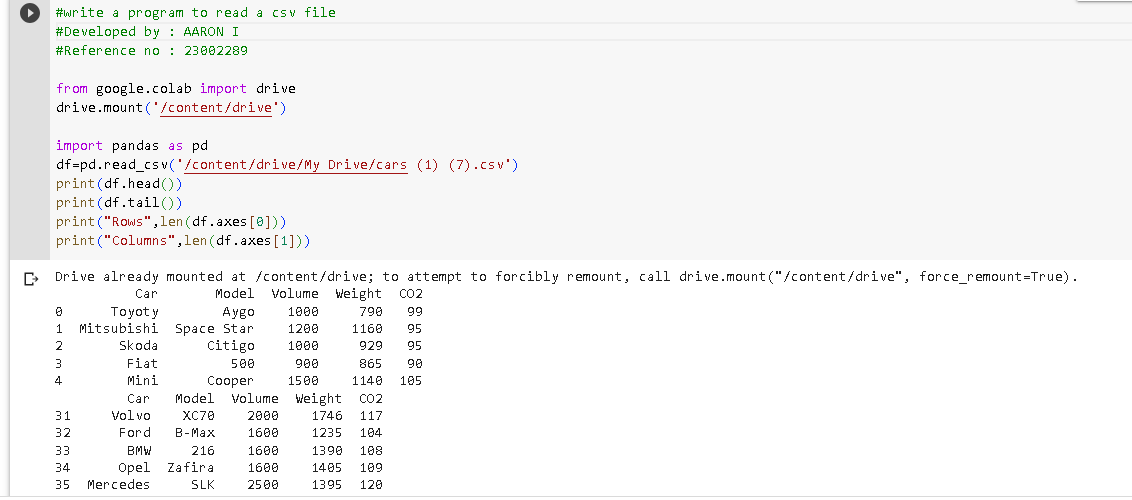 #write a program to read a csv file
#Developed by : AARON I
#Reference no : 23002289
from google.colab import drive
drive.mount('/content/drive')
import pandas as pd
df=pd.read_csv('/content/drive/My Drive/cars (1) (7).csv')
print(df.head())
print(df.tail())
print("Rows",len(df.axes[0]))
print("Columns",len(df.axes[1]))
Drive already mounted at /content/drive; to attempt to forcibly remount, call drive.mount("/content/drive", force_remount=True).
Car Model Volume Weight CO2
0 Toyoty Aygo 1000 790 99
1 Mitsubishi Space Star 1200 1160 95
2 Skoda Citigo 1000 929 95
3 Fiat 500 900 865 90
4 Mini Cooper 1500 1140 105
Car Model Volume Weight CO2
31 Volvo XC70 2000 1746 117
32 Ford B-Max 1600 1235 104
33 BMW 216 1600 1390 108
34 Opel Zafira 1600 1405 109
35 Mercedes SLK 2500 1395 120